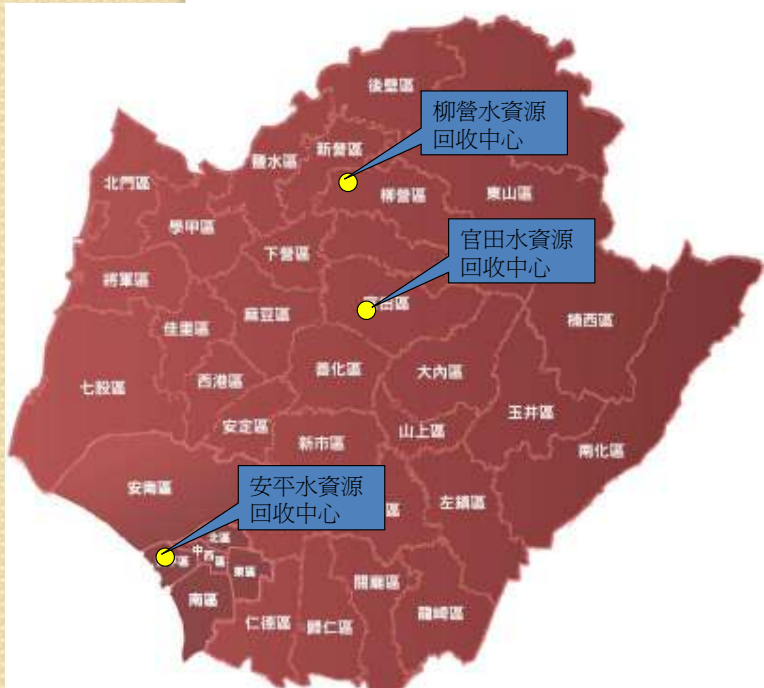 後壁區
柳營水資源
回收中心
新營區
鹽水區
北門區
柳營區
東山區
學甲區
官田水資源
回收中心
下營區
將軍區
官田區
麻豆區
楠西區
佳里區
善化區
大內區
七股區
西港區
玉井區
安定區
山上區
新市區
南化區
安南區
安平水資源
回收中心
區
左鎮區
北區
中西區
區
東區
關廟區
南區
龍崎區
仁德區
歸仁區